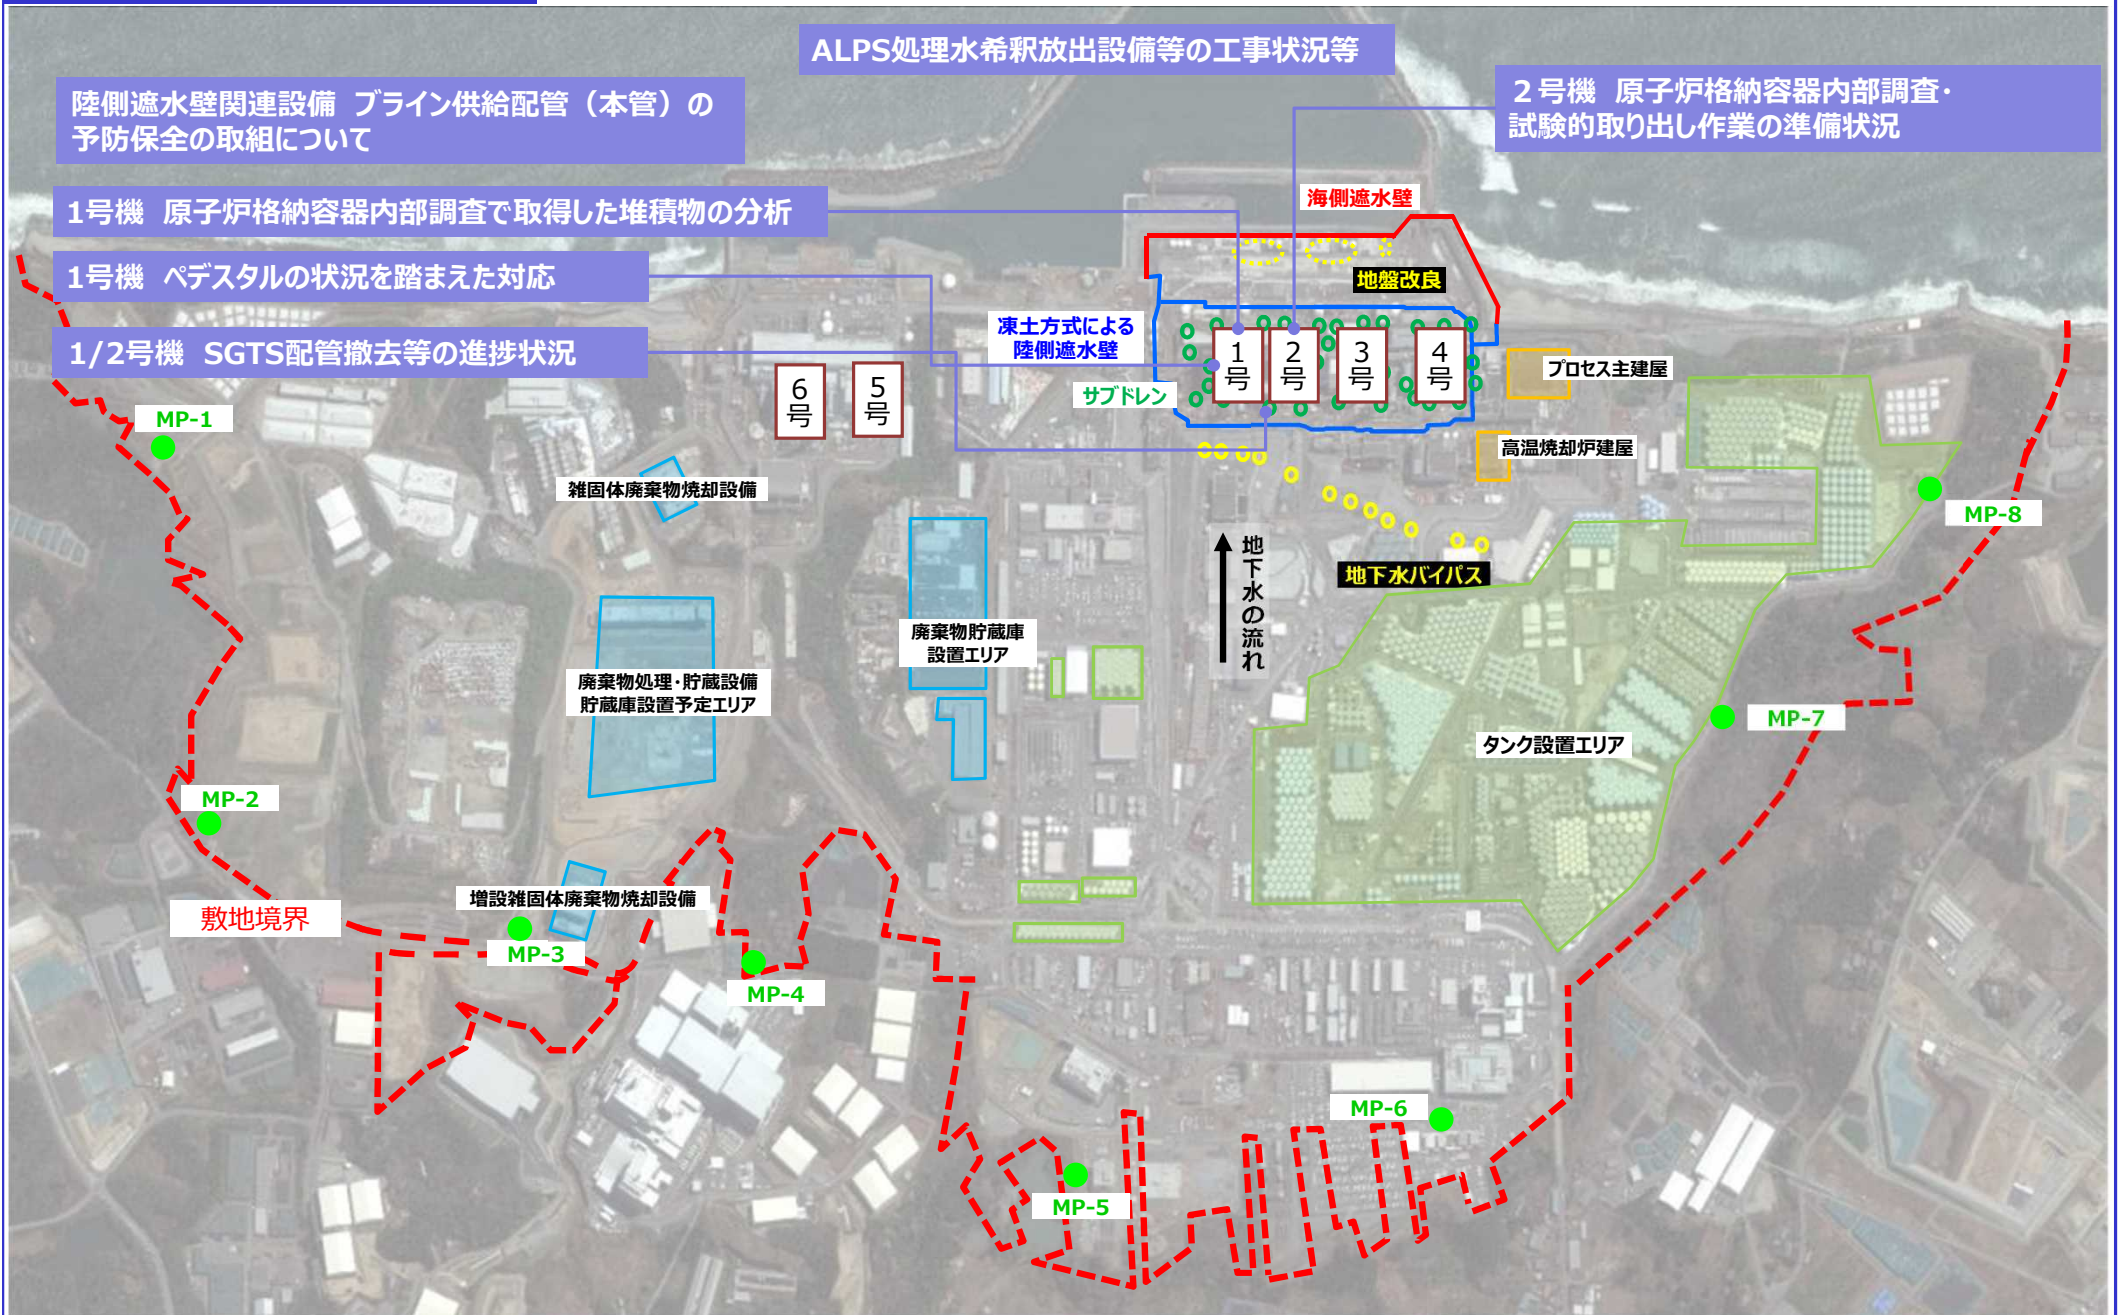 ALPS処理水希釈放出設備等の工事状況等
陸側遮水壁関連設備 ブライン供給配管（本管）の
予防保全の取組について
２号機 原子炉格納容器内部調査・
試験的取り出し作業の準備状況
1号機 原子炉格納容器内部調査で取得した堆積物の分析
海側遮水壁
1号機 ペデスタルの状況を踏まえた対応
地盤改良
凍土方式による
陸側遮水壁
1/2号機 SGTS配管撤去等の進捗状況
1
号
2
号
3
号
4
号
プロセス主建屋
6
号
5
号
サブドレン
MP-1
高温焼却炉建屋
雑固体廃棄物焼却設備
MP-8
地下水の流れ
地下水バイパス
廃棄物貯蔵庫
設置エリア
廃棄物処理・貯蔵設備
貯蔵庫設置予定エリア
MP-7
タンク設置エリア
MP-2
増設雑固体廃棄物焼却設備
敷地境界
MP-3
MP-4
MP-6
MP-5